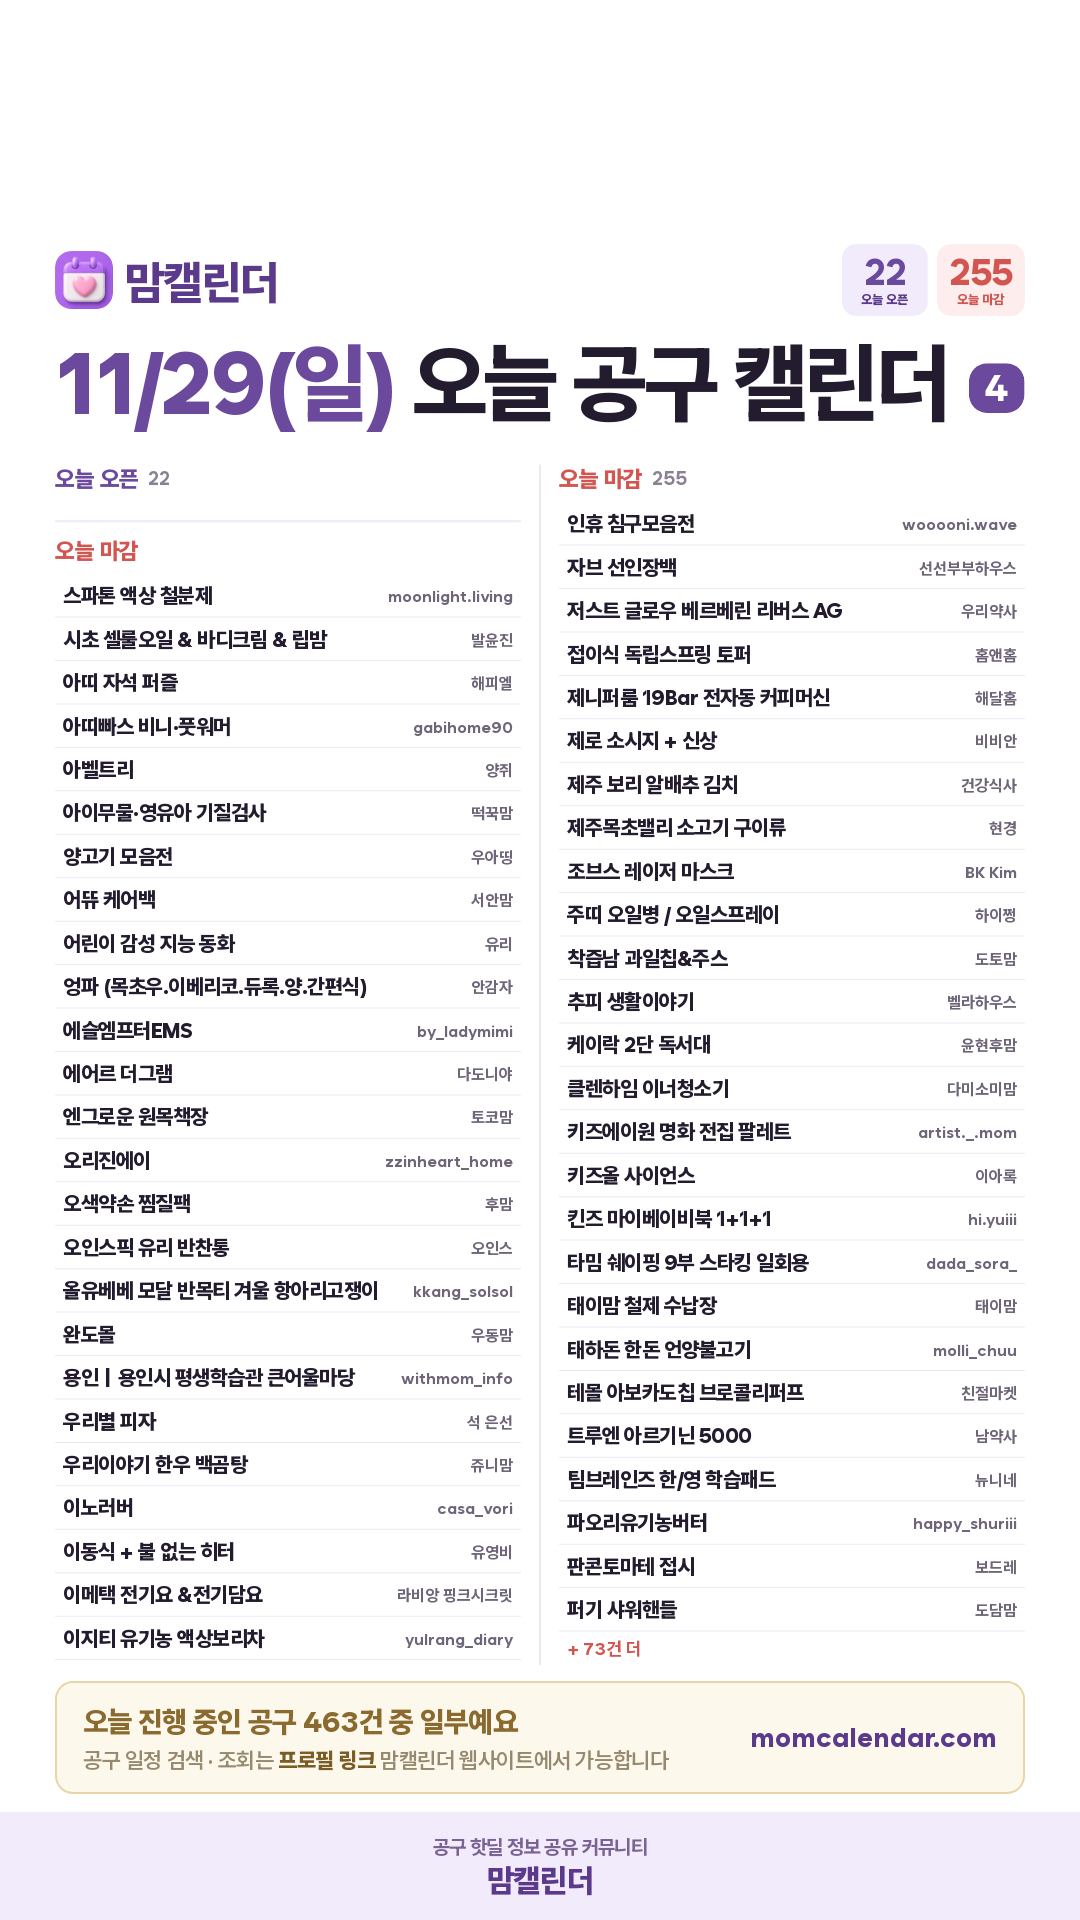 맘캘린더
22
오늘 오픈
255
오늘 마감
11/29(일) 오늘 공구 캘린더 4
오늘 오픈 22
오늘 마감
스파톤 액상 철분제 moonlight.living
시초 셀룰오일 & 바디크림 & 립밤 발윤진
아띠 자석 퍼즐 해피엘
아띠빠스 비니·풋워머 gabihome90
아벨트리 양쥐
아이무물·영유아 기질검사 떡꾹맘
양고기 모음전 우아띵
어뜌 케어백 서안맘
어린이 감성 지능 동화 유리
엉파 (목초우.이베리코.듀록.양.간편식) 안감자
에슬엠프터EMS by_ladymimi
에어르 더그램 다도니야
엔그로운 원목책장 토코맘
오리진에이 zzinheart_home
오색약손 찜질팩 후맘
오인스픽 유리 반찬통 오인스
올유베베 모달 반목티 겨울 항아리고쟁이 kkang_solsol
완도몰 우동맘
용인ㅣ용인시 평생학습관 큰어울마당 withmom_info
우리별 피자 석 은선
우리이야기 한우 백곰탕 쥬니맘
이노러버 casa_vori
이동식 + 불 없는 히터 유영비
이메택 전기요 &전기담요 라비앙 핑크시크릿
이지티 유기농 액상보리차 yulrang_diary
오늘 마감 255
인휴 침구모음전 wooooni.wave
자브 선인장백 선선부부하우스
저스트 글로우 베르베린 리버스 AG 우리약사
접이식 독립스프링 토퍼 홈앤홈
제니퍼룸 19Bar 전자동 커피머신 해달홈
제로 소시지 + 신상 비비안
제주 보리 알배추 김치 건강식사
제주목초밸리 소고기 구이류 현경
조브스 레이저 마스크 BK Kim
주띠 오일병 / 오일스프레이 하이쩡
착즙남 과일칩&주스 도토맘
추피 생활이야기 벨라하우스
케이락 2단 독서대 윤현후맘
클렌하임 이너청소기 다미소미맘
키즈에이원 명화 전집 팔레트 artist._.mom
키즈올 사이언스 이아록
킨즈 마이베이비북 1+1+1 hi.yuiii
타밈 쉐이핑 9부 스타킹 일회용 dada_sora_
태이맘 철제 수납장 태이맘
태하돈 한돈 언양불고기 molli_chuu
테몰 아보카도칩 브로콜리퍼프 친절마켓
트루엔 아르기닌 5000 남약사
팀브레인즈 한/영 학습패드 뉴니네
파오리유기농버터 happy_shuriii
판콘토마테 접시 보드레
퍼기 샤워핸들 도담맘
+ 73건 더
오늘 진행 중인 공구 463건 중 일부예요
공구 일정 검색 · 조회는 프로필 링크 맘캘린더 웹사이트에서 가능합니다
momcalendar.com
공구 핫딜 정보 공유 커뮤니티
맘캘린더